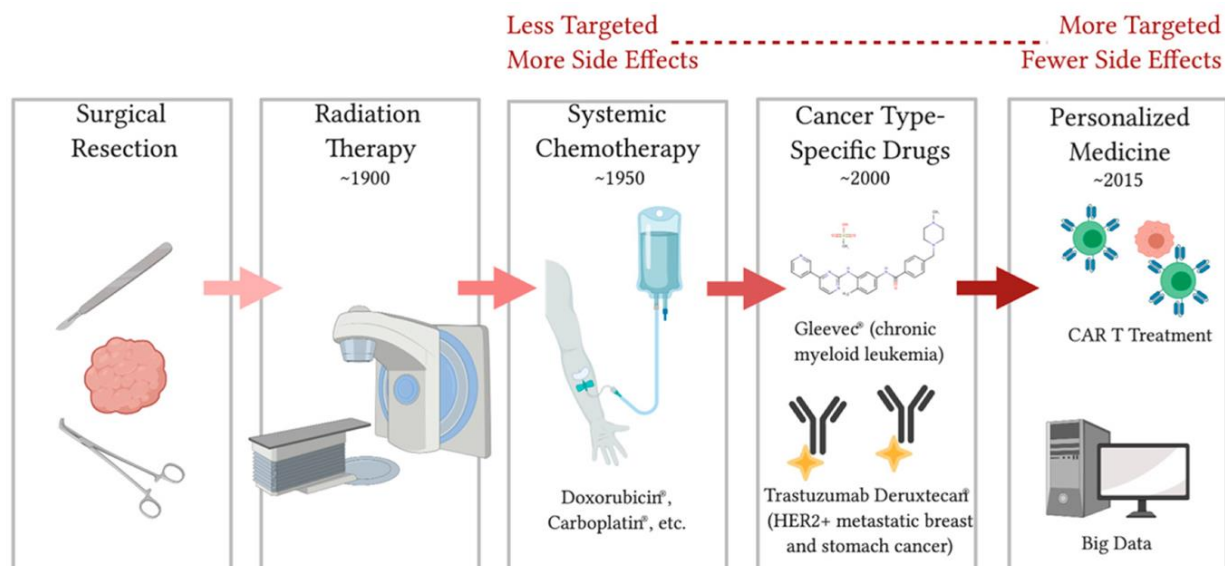 Less Targeted
More Side Effects
More Targeted
Fewer Side Effects
Surgical
Resection
Radiation
Therapy
~1900
Systemic
Chemotherapy
~1950
Doxorubicin®,
Carboplatin®, etc.
Cancer Type-
Specific Drugs
~2000
Gleevec® (chronic
myeloid leukemia)
Trastuzumab Deruxtecan®
(HER2+ metastatic breast
and stomach cancer)
Personalized
Medicine
~2015
CAR T Treatment
Big Data